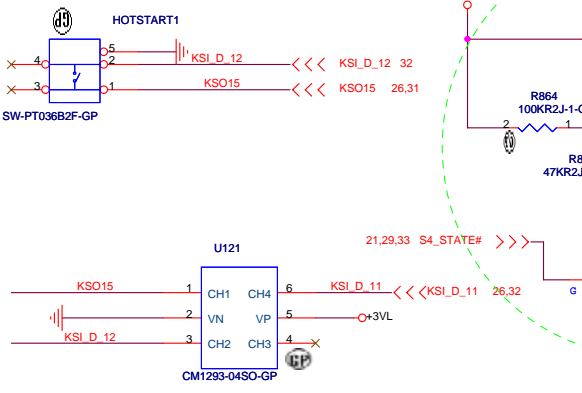 GP
HOTSTART1
5
4 2 KSI_D_12 KSI_D_12 32
3 1 KSO15 KSO15 26,31
SW-PT036B2F-GP
R864
100KR2J-1-
2 1
R8
47KR2J
21,29,33 S4_STATE#
G
U121
KSO15 1 CH1 CH4 6 KSI_D_11 KSI_D_11 26,32
2 VN VP 5 +3VL
KSI_D_12 3 CH2 CH3 4
GP
CM1293-04SO-GP